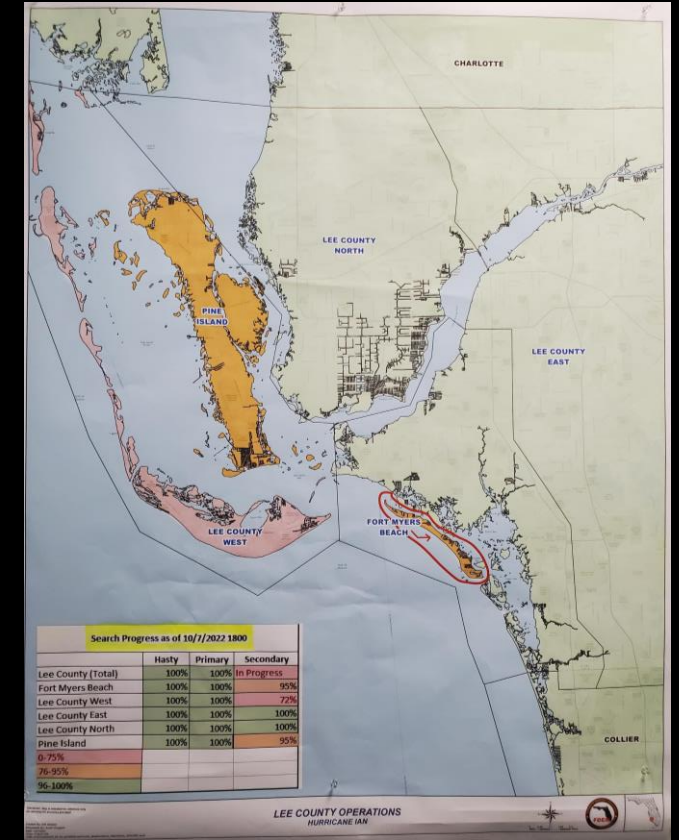 CHARLOTTE
LEE COUNTY
NORTH
PINE
ISLAND
LEE COUNTY
EAST
FORT MYERS
BEACH
LEE COUNTY
WEST
Search Progress as of 10/7/2022 1800
Hasty Primary Secondary
Lee County (Total) 100% 100% In Progress
Fort Myers Beach 100% 100% 95%
Lee County West 100% 100% 72%
Lee County East 100% 100% 100%
Lee County North 100% 100% 100%
Pine Island 100% 100% 95%
0-75%
76-95%
96-100%
COLLIER
LEE COUNTY OPERATIONS
HURRICANE IAN